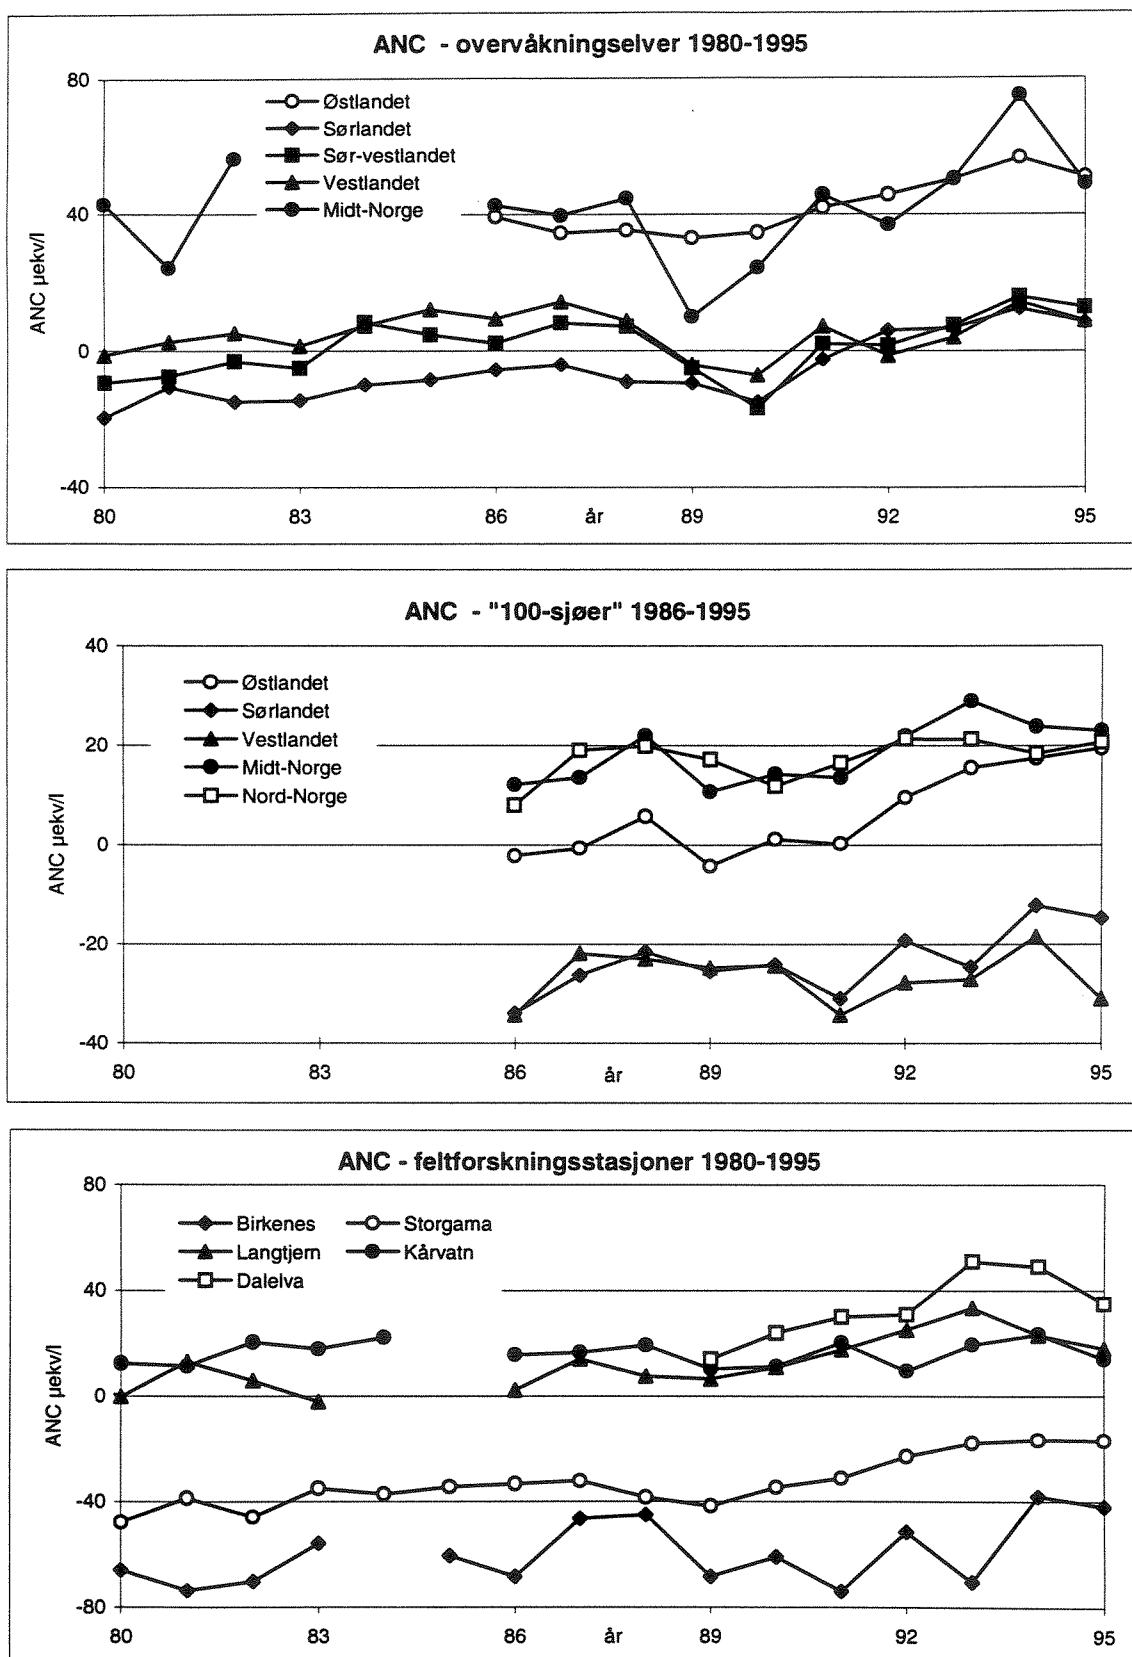 ANC - overvåkningselver 1980-1995
80
Østlandet
Sørlandet
Sør-vestlandet
Vestlandet
Midt-Norge
40
ANC µekv/l
0
-40
80 83 86 år 89 92 95
ANC - "100-sjøer" 1986-1995
40
Østlandet
Sørlandet
Vestlandet
Midt-Norge
Nord-Norge
20
ANC µekv/l
0
-20
-40
80 83 86 år 89 92 95
ANC - feltforskningsstasjoner 1980-1995
80
Birkenes Storgama
Langtjern Kårvatn
Dalelva
40
ANC µekv/l
0
-40
-80
80 83 86 år 89 92 95